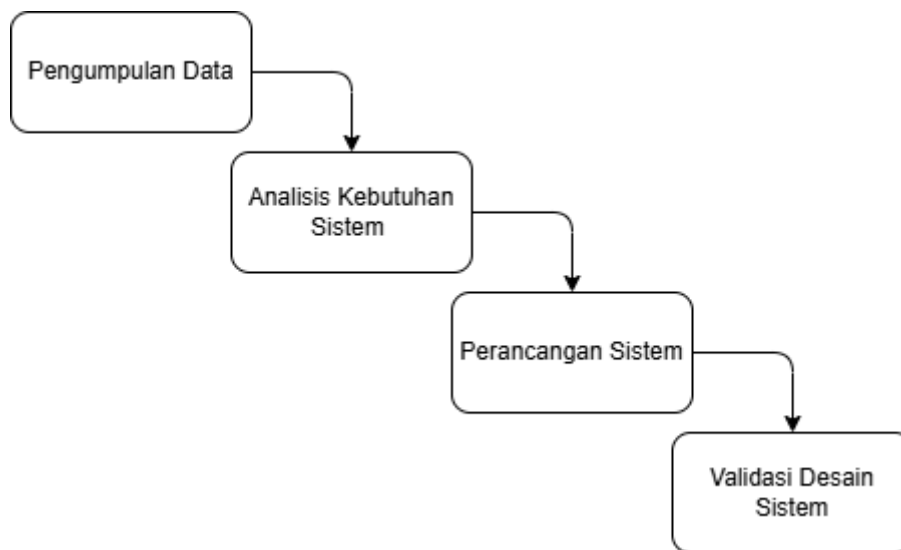 Pengumpulan Data
Analisis Kebutuhan
Sistem
Perancangan Sistem
Validasi Desain
Sistem